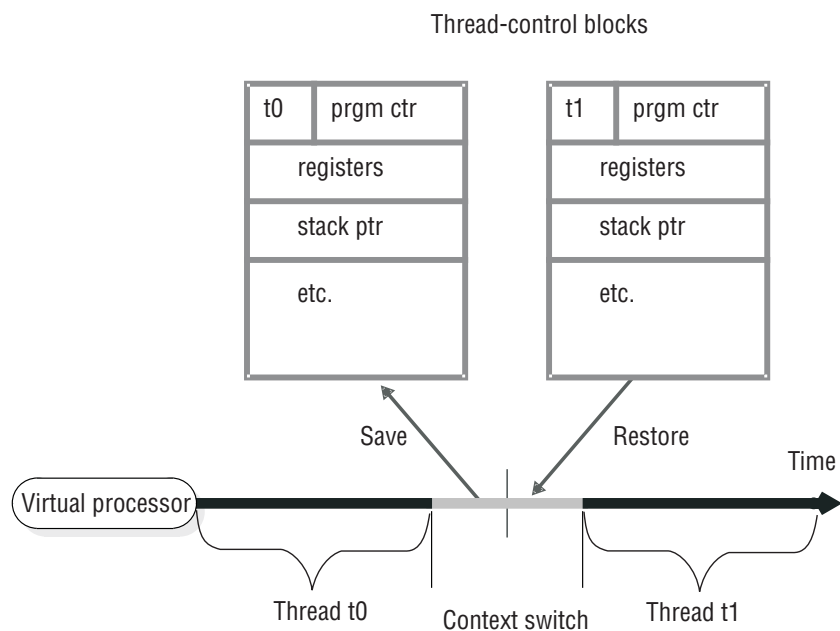 Thread-control blocks
t0 prgm ctr
registers
stack ptr
etc.
t1 prgm ctr
registers
stack ptr
etc.
Save
Restore
Time
Virtual processor
Thread t0
Context switch
Thread t1